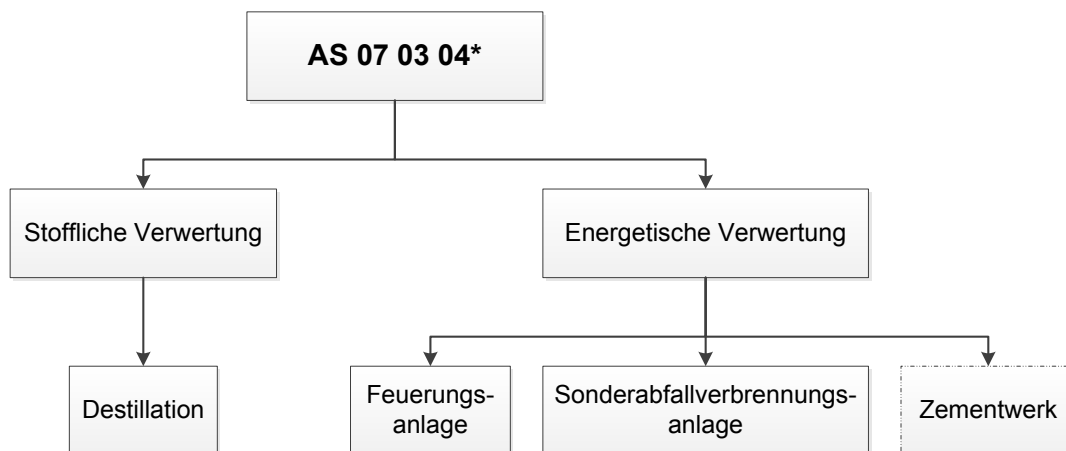 AS 07 03 04*
Stoffliche Verwertung
Energetische Verwertung
Destillation
Feuerungs-
anlage
Sonderabfallverbrennungs-
anlage
Zementwerk